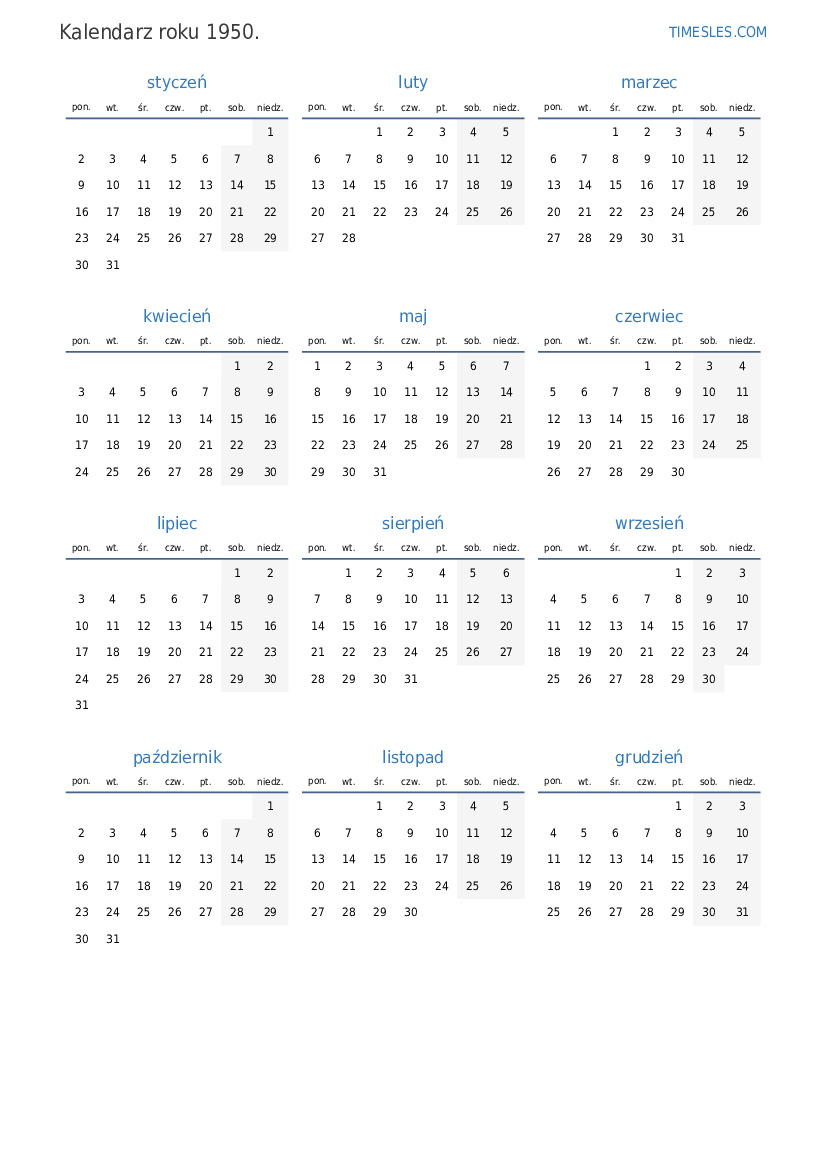 Kalendarz roku 1950.
TIMESLES.COM
styczeń luty marzec
pon. wt. śr. czw. pt. sob. niedz. pon. wt. śr. czw. pt. sob. niedz. pon. wt. śr. czw. pt. sob. niedz.
1 1 2 3 4 5 1 2 3 4 5
2 3 4 5 6 7 8 6 7 8 9 10 11 12 6 7 8 9 10 11 12
9 10 11 12 13 14 15 13 14 15 16 17 18 19 13 14 15 16 17 18 19
16 17 18 19 20 21 22 20 21 22 23 24 25 26 20 21 22 23 24 25 26
23 24 25 26 27 28 29 27 28 27 28 29 30 31
30 31
kwiecień maj czerwiec
pon. wt. śr. czw. pt. sob. niedz. pon. wt. śr. czw. pt. sob. niedz. pon. wt. śr. czw. pt. sob. niedz.
1 2 1 2 3 4 5 6 7 1 2 3 4
3 4 5 6 7 8 9 8 9 10 11 12 13 14 5 6 7 8 9 10 11
10 11 12 13 14 15 16 15 16 17 18 19 20 21 12 13 14 15 16 17 18
17 18 19 20 21 22 23 22 23 24 25 26 27 28 19 20 21 22 23 24 25
24 25 26 27 28 29 30 29 30 31 26 27 28 29 30
lipiec sierpień wrzesień
pon. wt. śr. czw. pt. sob. niedz. pon. wt. śr. czw. pt. sob. niedz. pon. wt. śr. czw. pt. sob. niedz.
1 2 1 2 3 4 5 6 1 2 3
3 4 5 6 7 8 9 7 8 9 10 11 12 13 4 5 6 7 8 9 10
10 11 12 13 14 15 16 14 15 16 17 18 19 20 11 12 13 14 15 16 17
17 18 19 20 21 22 23 21 22 23 24 25 26 27 18 19 20 21 22 23 24
24 25 26 27 28 29 30 28 29 30 31 25 26 27 28 29 30
31
październik listopad grudzień
pon. wt. śr. czw. pt. sob. niedz. pon. wt. śr. czw. pt. sob. niedz. pon. wt. śr. czw. pt. sob. niedz.
1 1 2 3 4 5 1 2 3
2 3 4 5 6 7 8 6 7 8 9 10 11 12 4 5 6 7 8 9 10
9 10 11 12 13 14 15 13 14 15 16 17 18 19 11 12 13 14 15 16 17
16 17 18 19 20 21 22 20 21 22 23 24 25 26 18 19 20 21 22 23 24
23 24 25 26 27 28 29 27 28 29 30 25 26 27 28 29 30 31
30 31